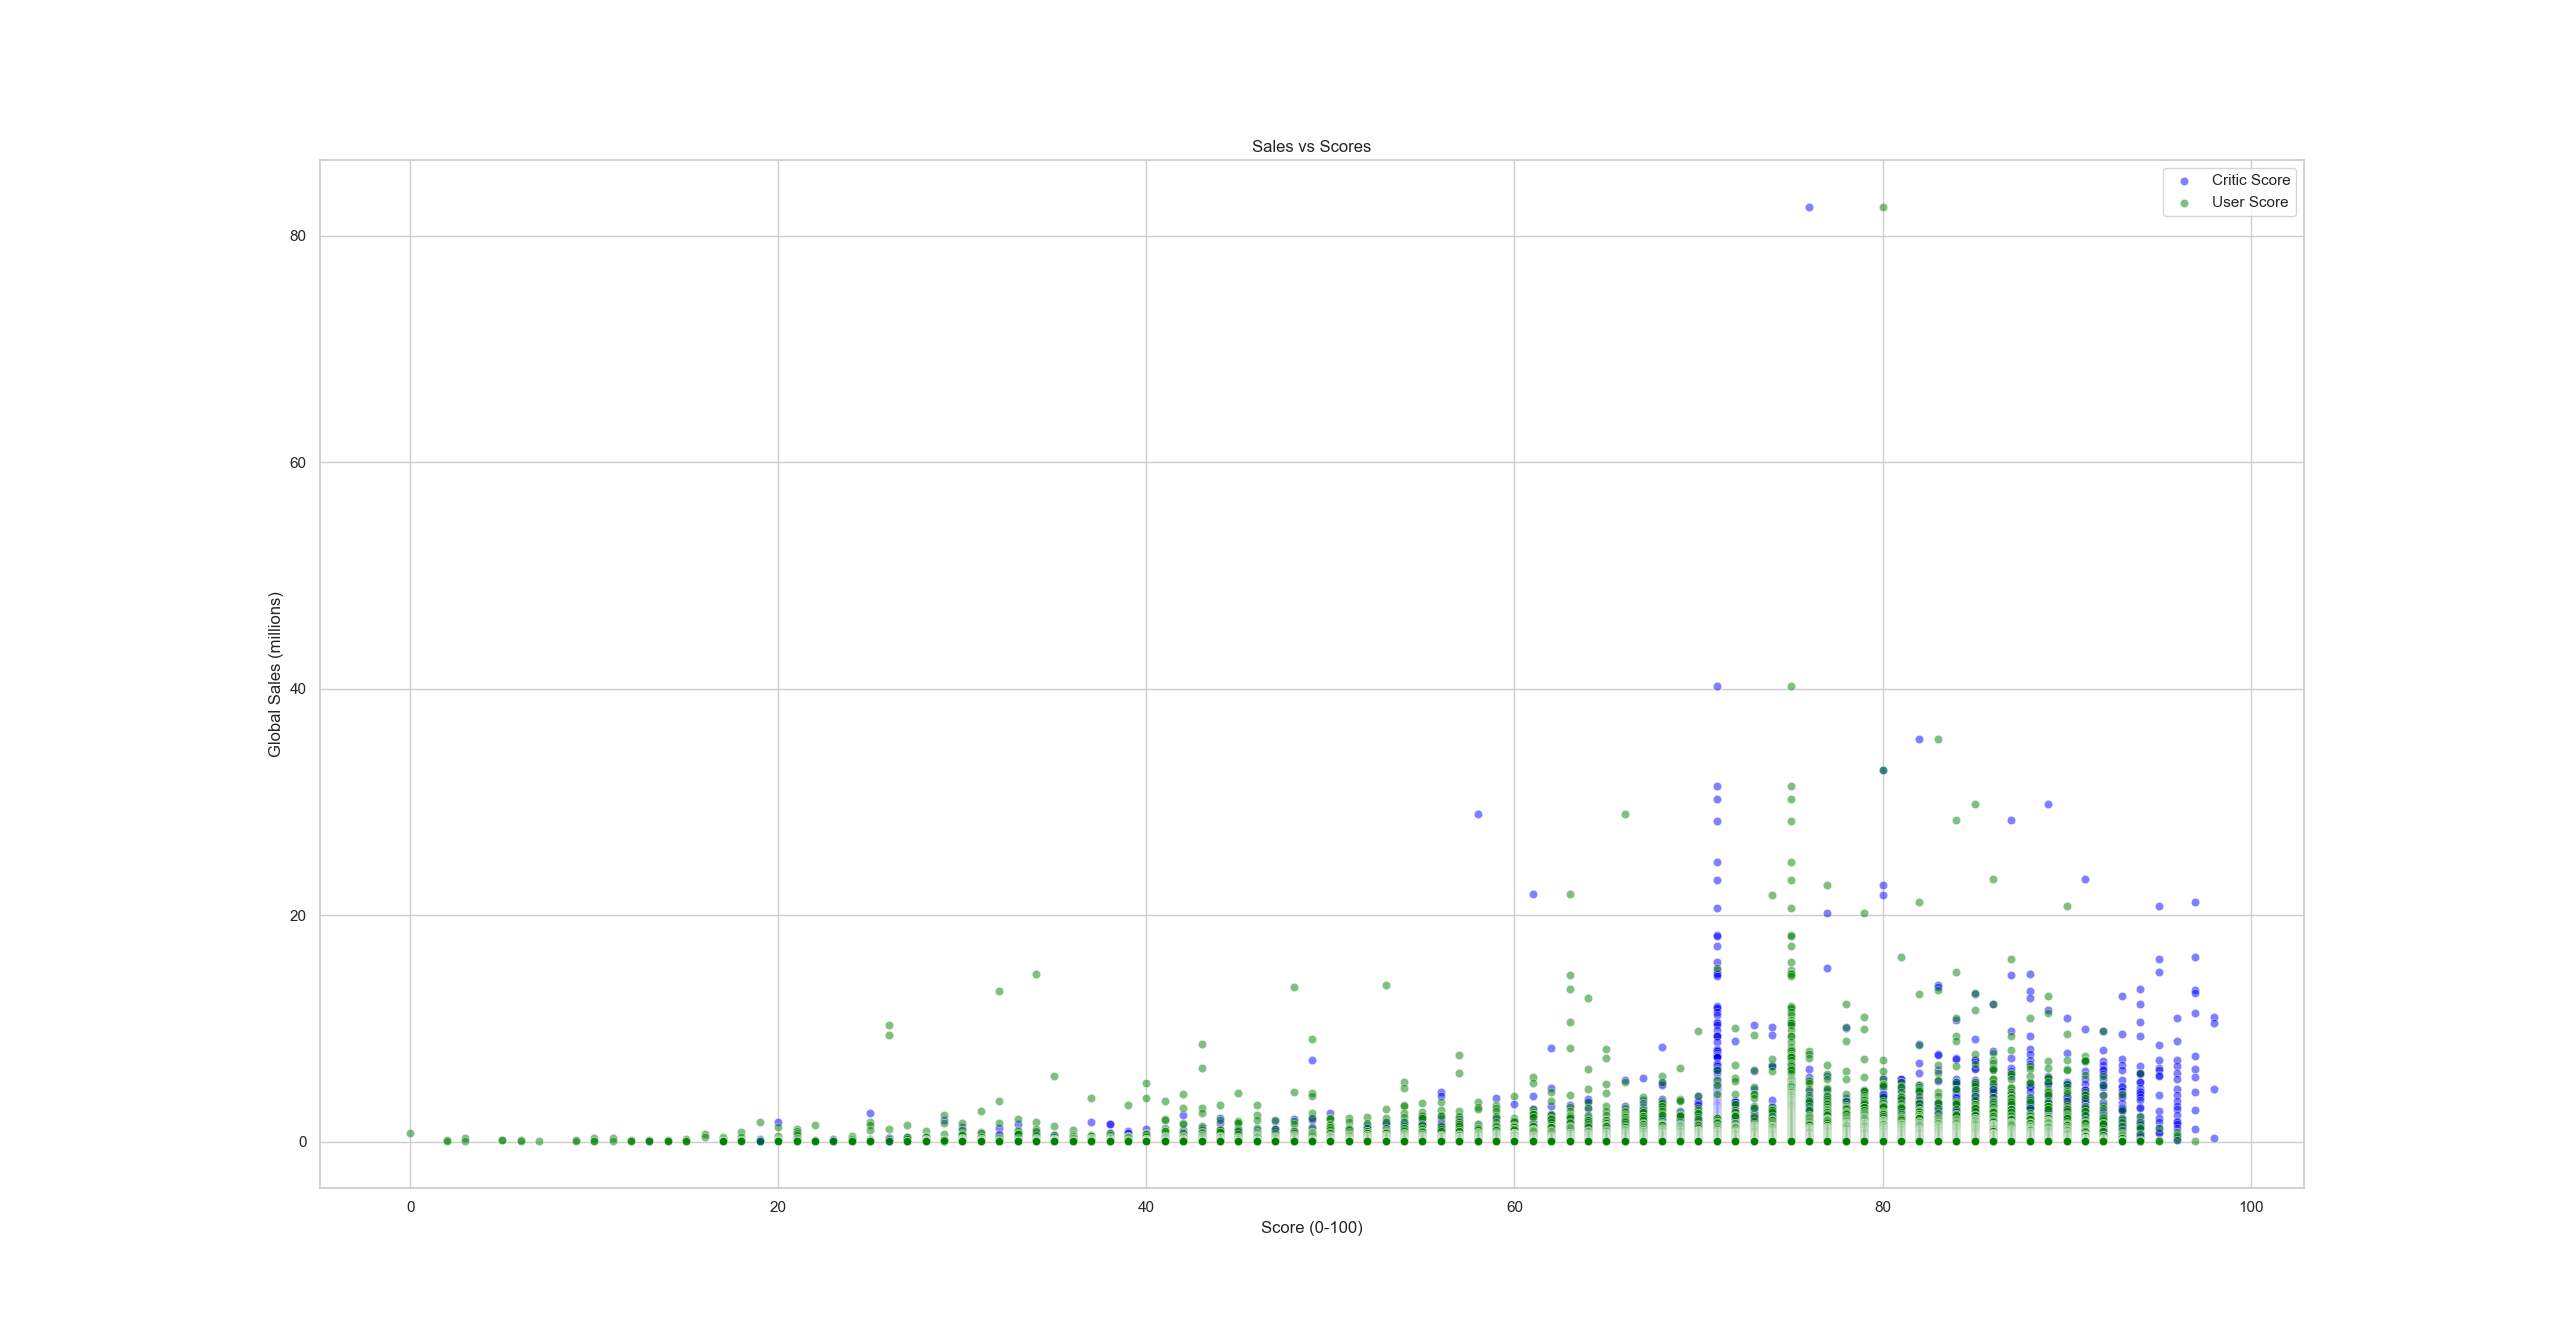 Sales vs Scores
Critic Score
User Score
Global Sales (millions)
80
60
40
20
0
0 20 40 60 80 100
Score (0-100)